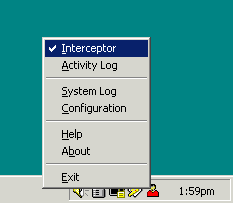 Interceptor
Activity Log
System Log
Configuration
Help
About
Exit
1:59pm